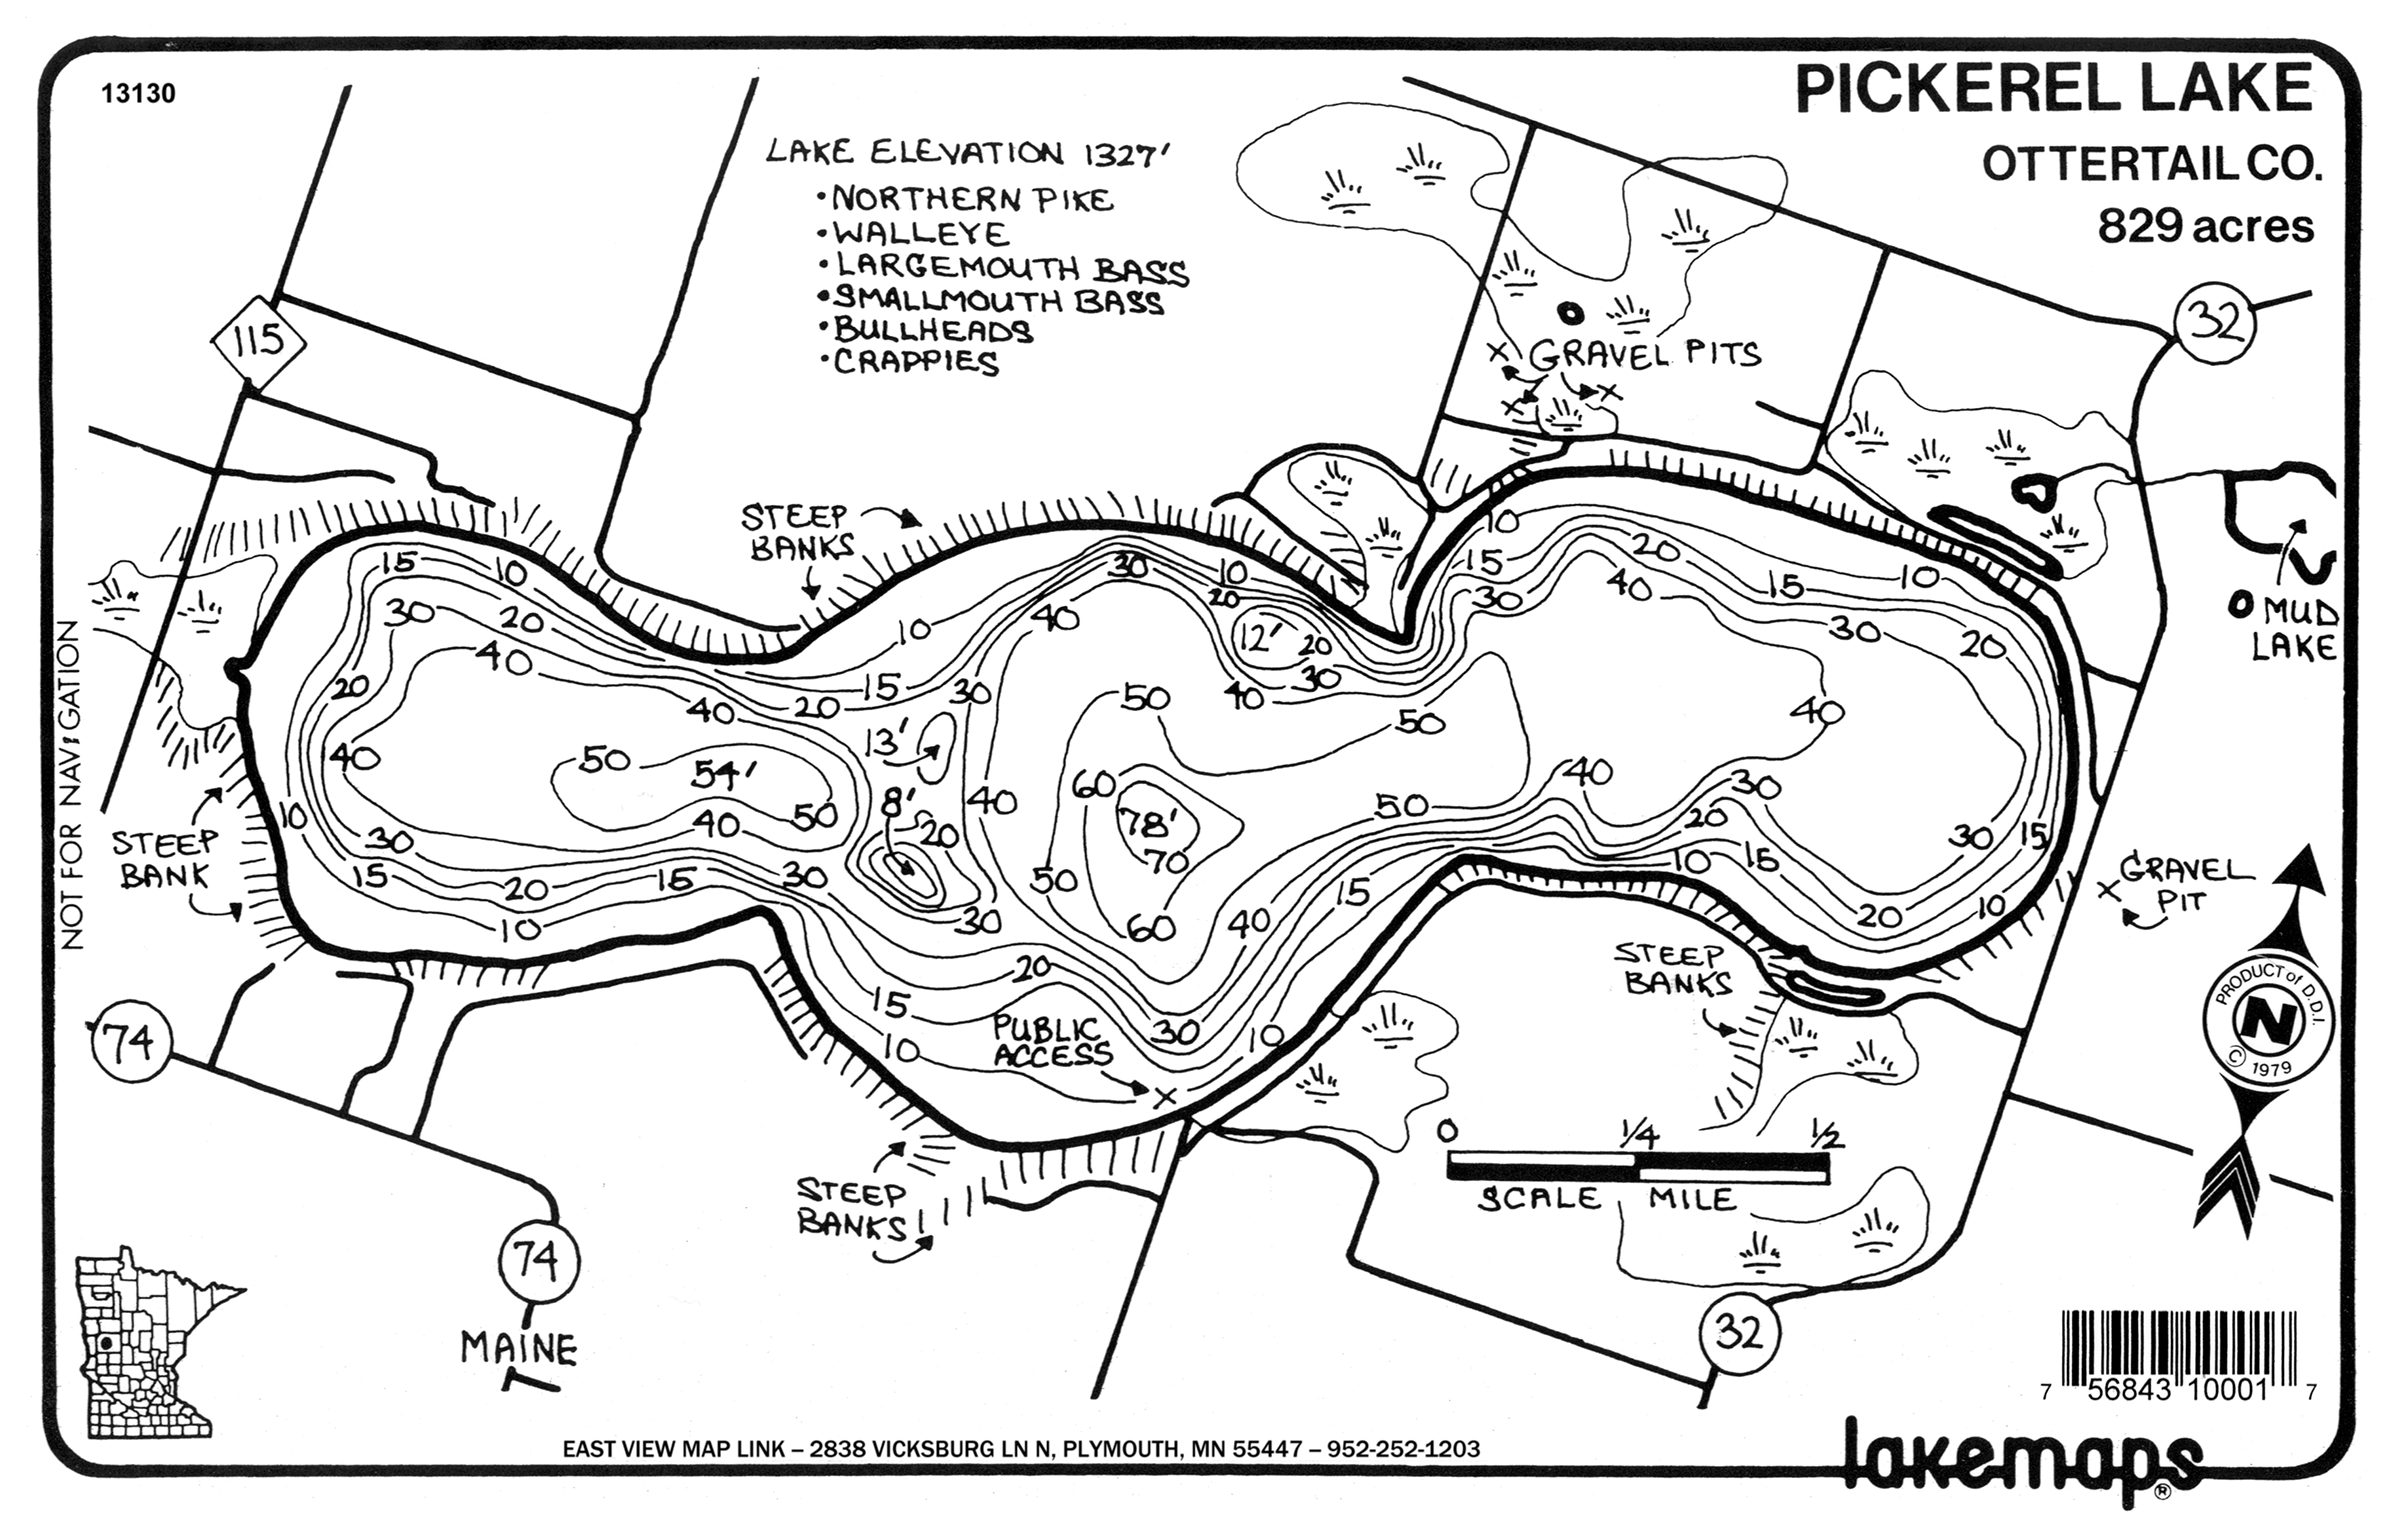 13130
PICKEREL LAKE
OTTERTAIL CO.
829 acres
LAKE ELEVATION 1327'
•NORTHERN PIKE
•WALLEYE
•LARGEMOUTH BASS
•SMALLMOUTH BASS
•BULLHEADS
•CRAPPIES
32
115
GRAVEL PITS
STEEP
BANKS
MUD
LAKE
10
15
20
40
15
10
30
40
30
20
15
10
30
20
40
30
10
20
12'
20
30
40
40
10
15
20
30
40
20
40
40
50
54'
50
40
13'
8'
20
30
40
50
50
60
78'
70
50
60
50
40
40
30
20
10
15
30
15
20
10
10
30
15
20
10
15
30
30
20
15
10
40
15
30
10
STEEP
BANK
NOT FOR NAVIGATION
PUBLIC
ACCESS
STEEP
BANKS
GRAVEL
PIT
74
PRODUCT of D.D.I.
N
© 1979
0 1/4 1/2
SCALE MILE
STEEP
BANKS
74
MAINE
32
7 56843 10001 7
EAST VIEW MAP LINK – 2838 VICKSBURG LN N, PLYMOUTH, MN 55447 – 952-252-1203
lakemaps®